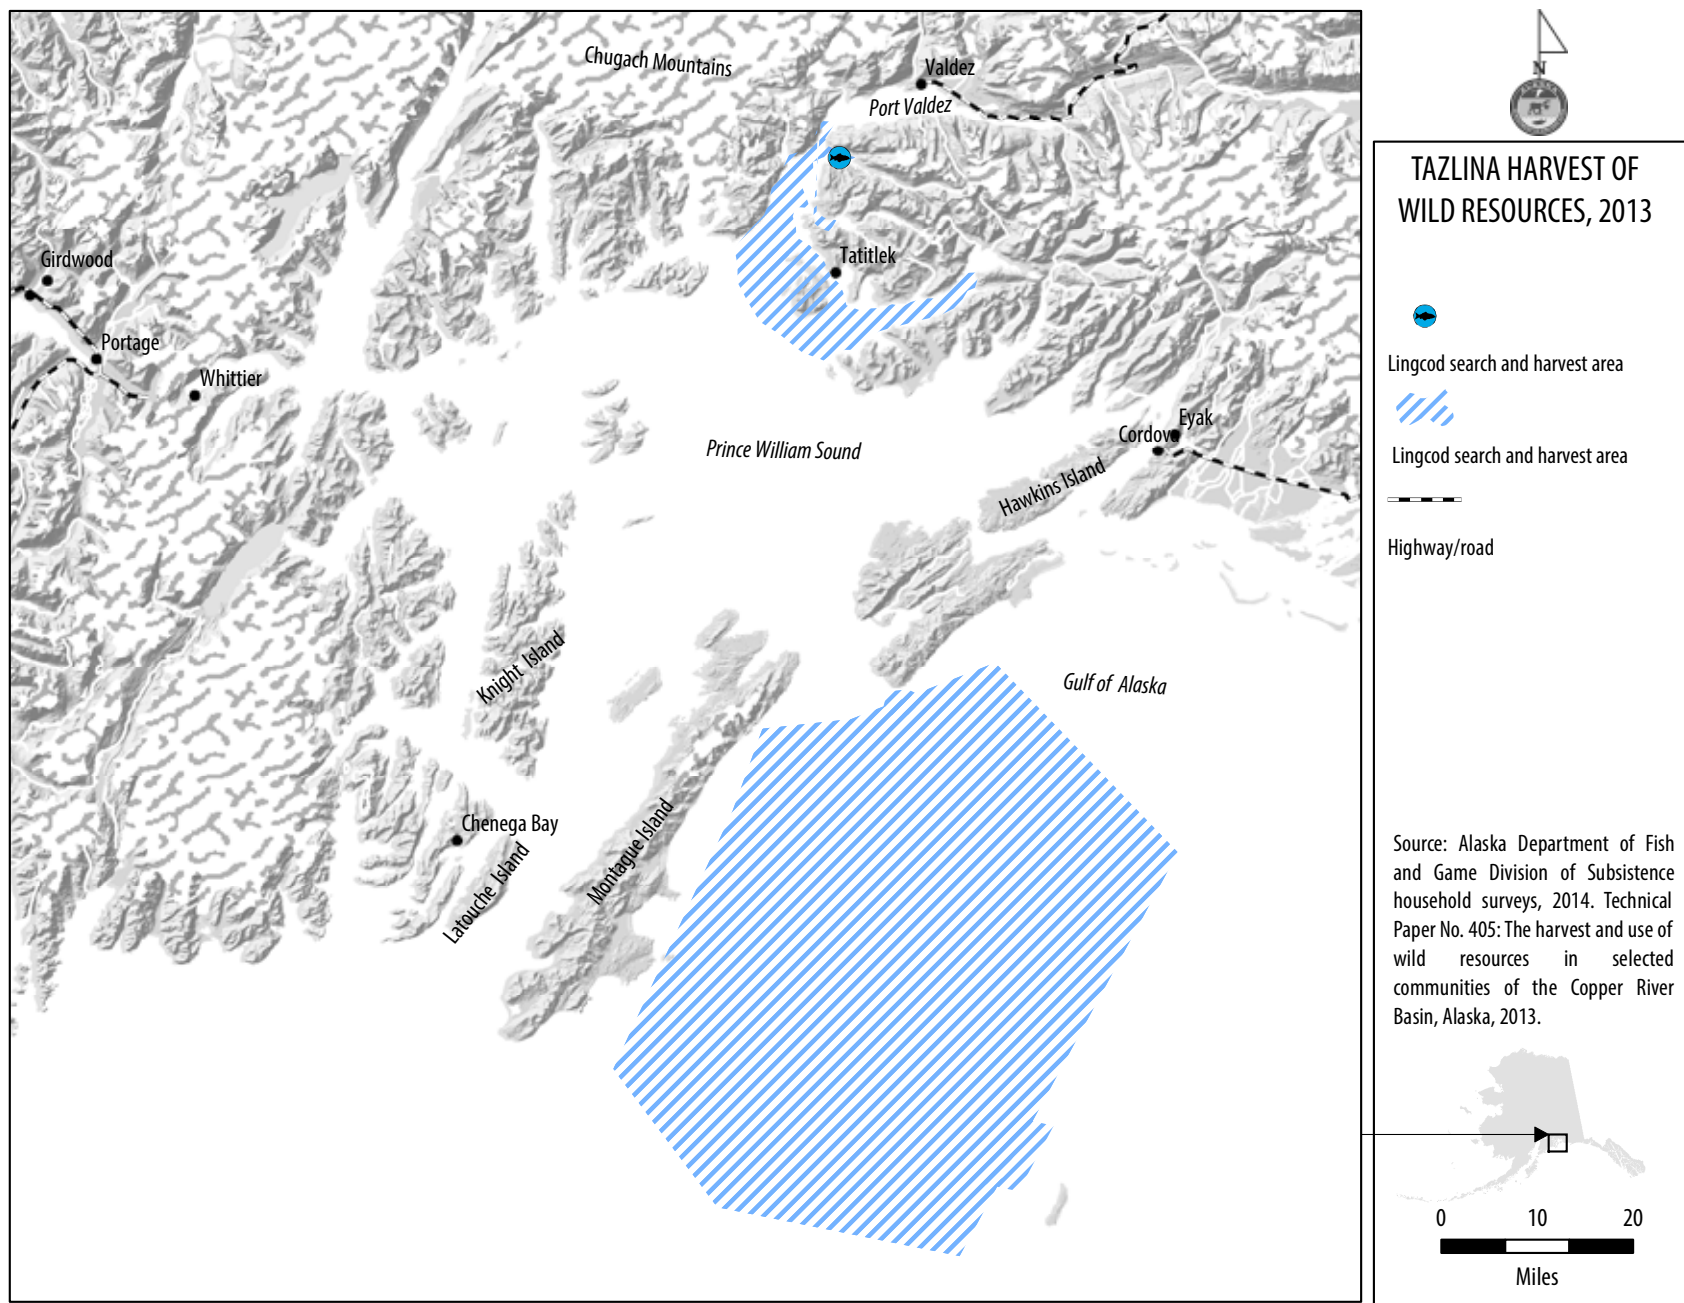 Chugach Mountains
Valdez
Port Valdez
Girdwood
Tatitlek
Portage
Whittier
Prince William Sound
Eyak
Cordova
Hawkins Island
Knight Island
Gulf of Alaska
Chenega Bay
Latouche Island
Montague Island
N
TAZLINA HARVEST OF
WILD RESOURCES, 2013
Lingcod search and harvest area
Lingcod search and harvest area
Highway/road
Source: Alaska Department of Fish
and Game Division of Subsistence
household surveys, 2014. Technical
Paper No. 405: The harvest and use of
wild resources in selected
communities of the Copper River
Basin, Alaska, 2013.
0 10 20
Miles